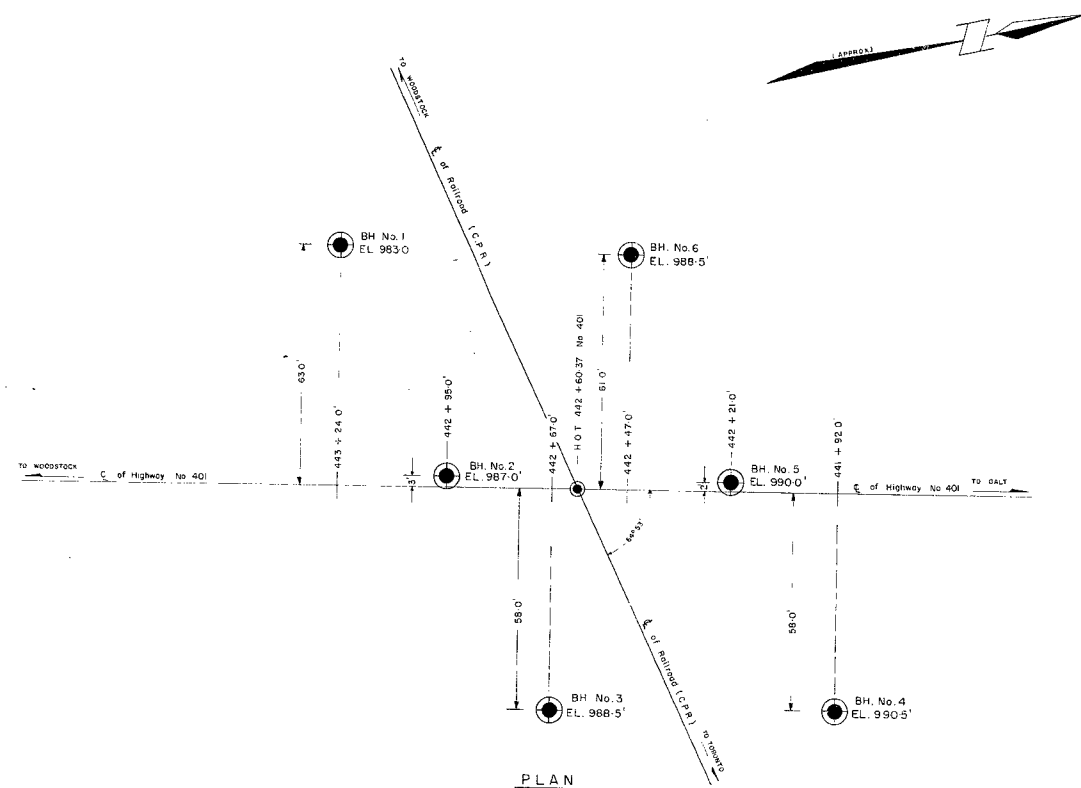 (APPROX)
TO WOODSTOCK
℄ of Railroad (C.P.R)
BH No. 1
EL. 983·0
BH. No. 6
EL. 988·5'
63·0'
443 + 24·0'
442 + 95·0'
442 + 67·0'
HOT 442 + 60·37 No 401
61·0'
442 + 47·0'
442 + 21·0'
441 + 92·0'
TO WOODSTOCK
℄ of Highway No 401
3'
BH. No. 2
EL. 987·0'
2'
BH. No. 5
EL. 990·0'
℄ of Highway No 401
TO GALT
64° 53'
58·0'
58·0'
℄ of Railroad (C.P.R)
TO TORONTO
BH No. 3
EL. 988·5'
BH. No. 4
EL. 990·5'
PLAN